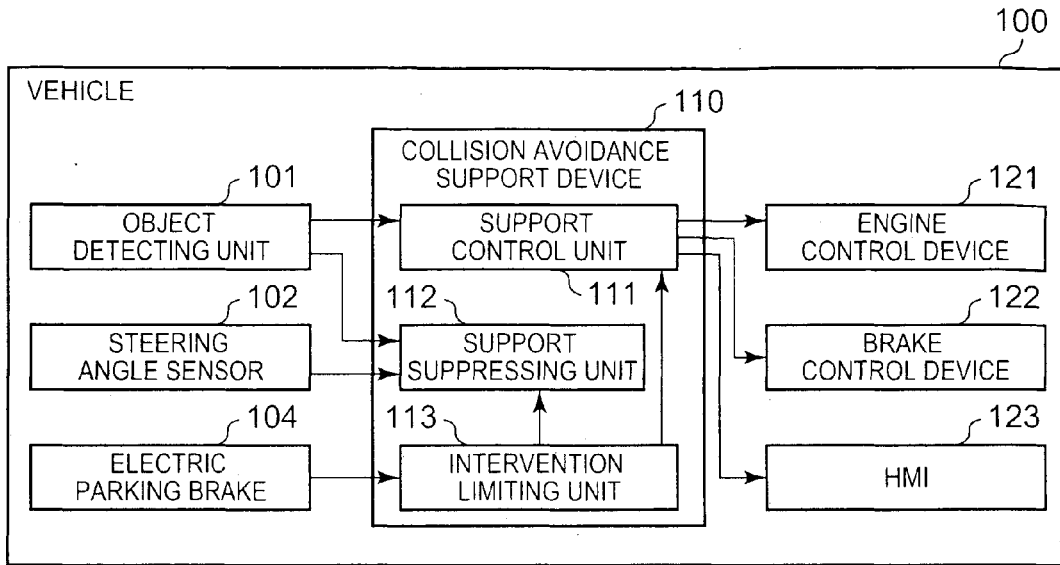 100
VEHICLE
110
COLLISION AVOIDANCE
SUPPORT DEVICE
101
OBJECT
DETECTING UNIT
SUPPORT
CONTROL UNIT
111
121
ENGINE
CONTROL DEVICE
102
STEERING
ANGLE SENSOR
112
SUPPORT
SUPPRESSING UNIT
122
BRAKE
CONTROL DEVICE
104
ELECTRIC
PARKING BRAKE
113
INTERVENTION
LIMITING UNIT
123
HMI